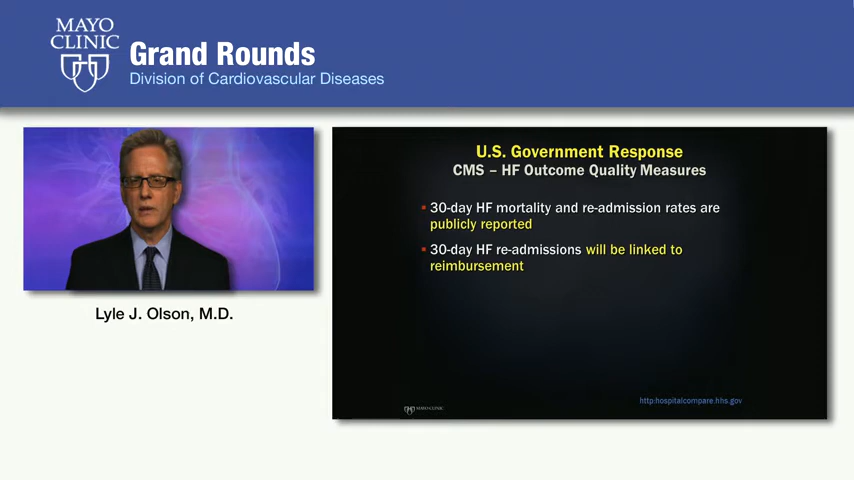 MAYO
CLINIC
Grand Rounds
Division of Cardiovascular Diseases
U.S. Government Response
CMS – HF Outcome Quality Measures
30-day HF mortality and re-admission rates are
publicly reported
30-day HF re-admissions will be linked to
reimbursement
Lyle J. Olson, M.D.
MAYO CLINIC
http:hospitalcompare.hhs.gov